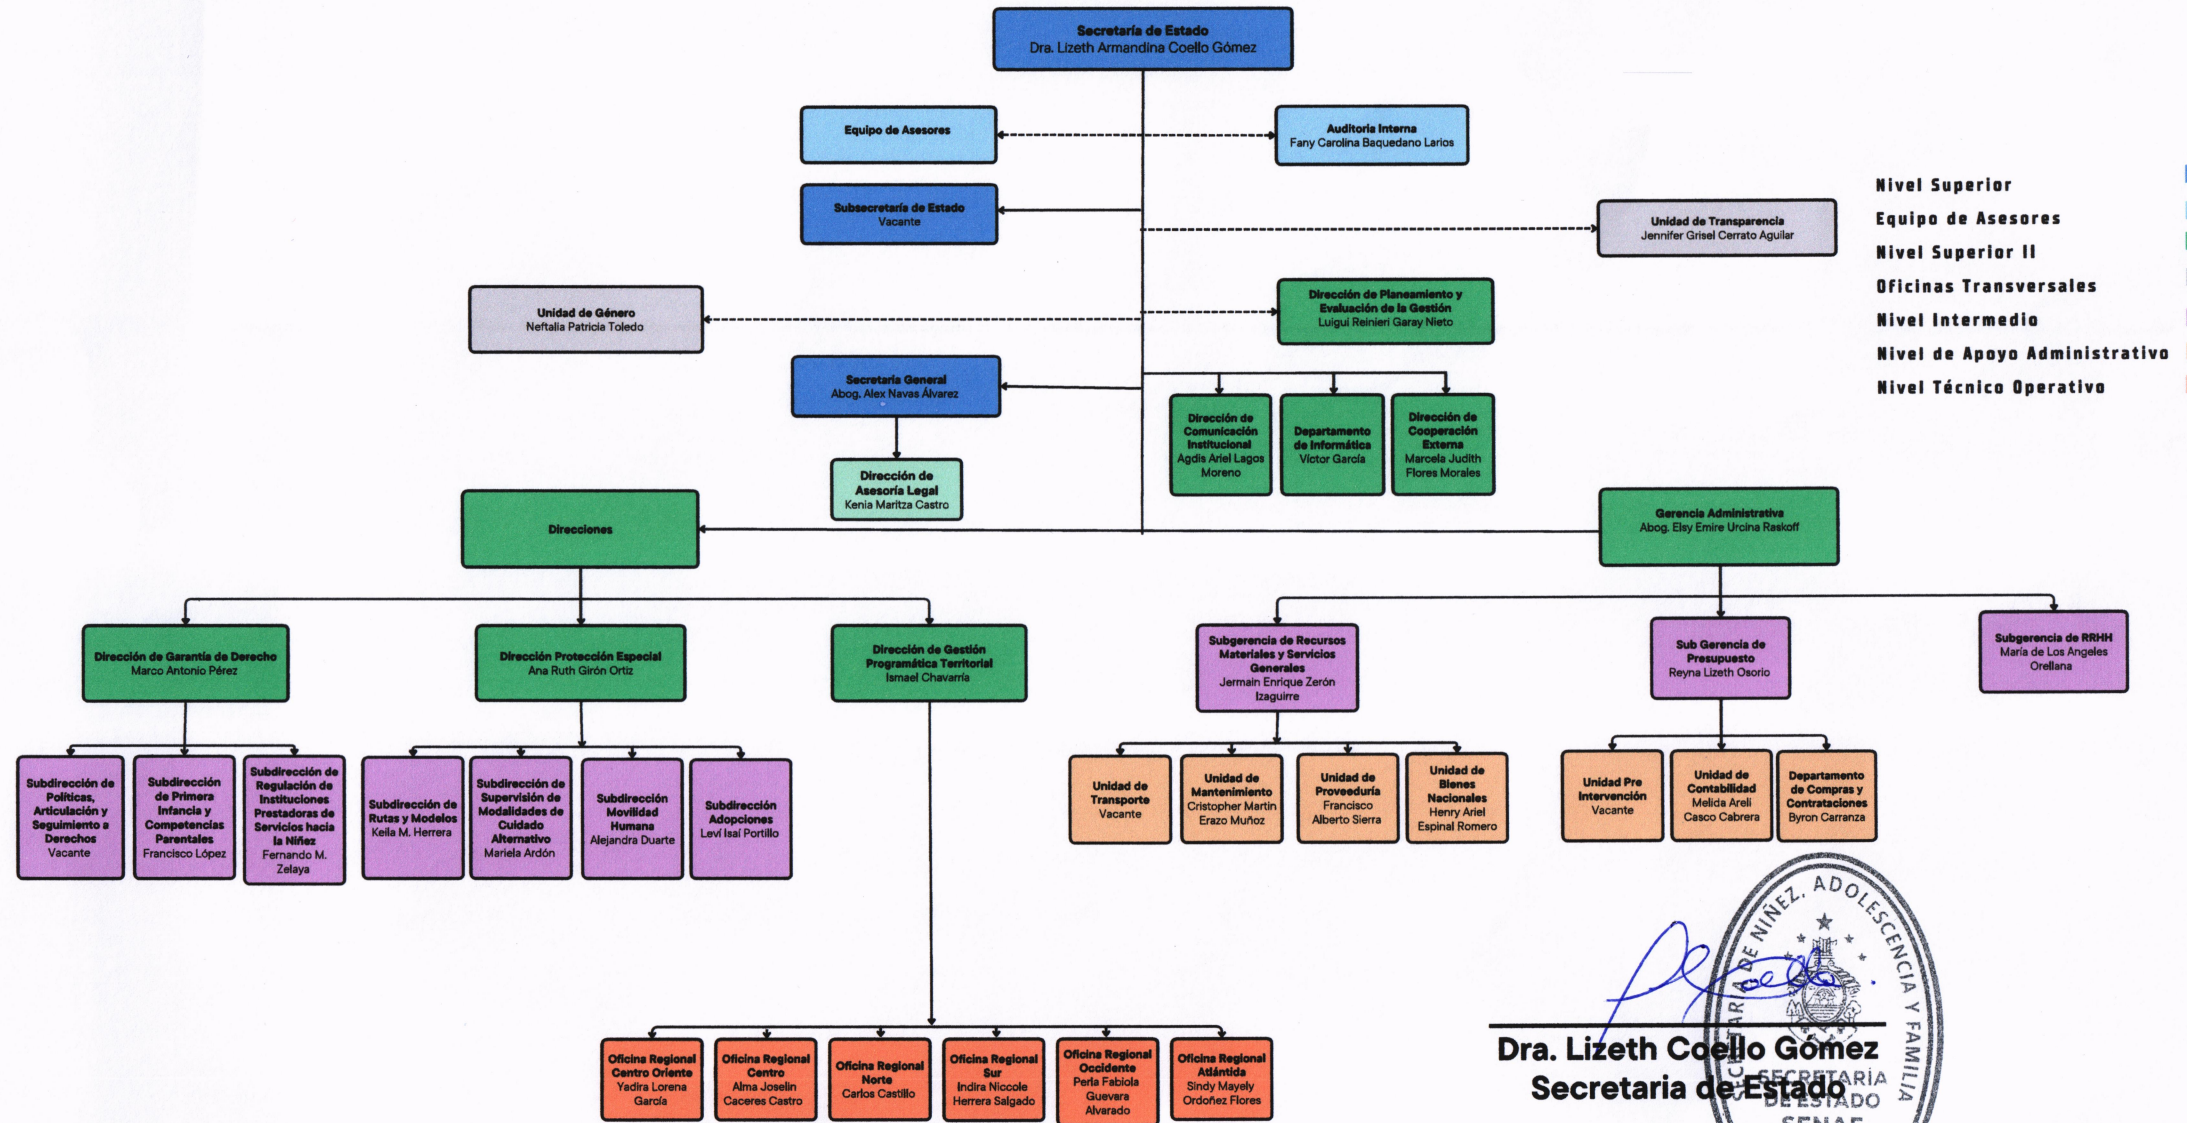 Secretaría de Estado
Dra. Lizeth Armandina Coello Gómez
Equipo de Asesores
Auditoria Interna
Fany Carolina Baquedano Larios
Subsecretaría de Estado
Vacante
Unidad de Transparencia
Jennifer Grisel Cerrato Aguilar
Nivel Superior
Equipo de Asesores
Nivel Superior II
Oficinas Transversales
Nivel Intermedio
Nivel de Apoyo Administrativo
Nivel Técnico Operativo
Unidad de Género
Neftalia Patricia Toledo
Dirección de Planeamiento y
Evaluación de la Gestión
Luigui Reinieri Garay Nieto
Secretaría General
Abog. Alex Navas Álvarez
Dirección de
Comunicación
Institucional
Agdis Ariel Lagos
Moreno
Departamento
de Informática
Víctor García
Dirección de
Cooperación
Externa
Marcela Judith
Flores Morales
Dirección de
Asesoría Legal
Kenia Maritza Castro
Direcciones
Gerencia Administrativa
Abog. Elsy Emire Urcina Raskoff
Dirección de Garantía de Derecho
Marco Antonio Pérez
Dirección Protección Especial
Ana Ruth Girón Ortiz
Dirección de Gestión
Programática Territorial
Ismael Chavarría
Subgerencia de Recursos
Materiales y Servicios
Generales
Jermain Enrique Zerón
Izaguirre
Sub Gerencia de
Presupuesto
Reyna Lizeth Osorio
Subgerencia de RRHH
María de Los Angeles
Orellana
Subdirección de
Políticas,
Articulación y
Seguimiento a
Derechos
Vacante
Subdirección
de Primera
Infancia y
Competencias
Parentales
Francisco López
Subdirección de
Regulación de
Instituciones
Prestadoras de
Servicios hacia
la Niñez
Fernando M.
Zelaya
Subdirección de
Rutas y Modelos
Keila M. Herrera
Subdirección de
Supervisión de
Modalidades de
Cuidado
Alternativo
Mariela Ardón
Subdirección
Movilidad
Humana
Alejandra Duarte
Subdirección
Adopciones
Leví Isaí Portillo
Unidad de
Transporte
Vacante
Unidad de
Mantenimiento
Cristopher Martin
Erazo Muñoz
Unidad de
Proveeduría
Francisco
Alberto Sierra
Unidad de
Bienes
Nacionales
Henry Ariel
Espinal Romero
Unidad Pre
Intervención
Vacante
Unidad de
Contabilidad
Melida Areli
Casco Cabrera
Departamento
de Compras y
Contrataciones
Byron Carranza
Oficina Regional
Centro Oriente
Yadira Lorena
García
Oficina Regional
Centro
Alma Joselin
Caceres Castro
Oficina Regional
Norte
Carlos Castillo
Oficina Regional
Sur
Indira Niccole
Herrera Salgado
Oficina Regional
Occidente
Perla Fabiola
Guevara
Alvarado
Oficina Regional
Atlántida
Sindy Mayely
Ordoñez Flores
SECRETARÍA DE NIÑEZ, ADOLESCENCIA Y FAMILIA
Dra. Lizeth Coello Gómez
Secretaria de Estado
SECRETARÍA
DE ESTADO
SENAF